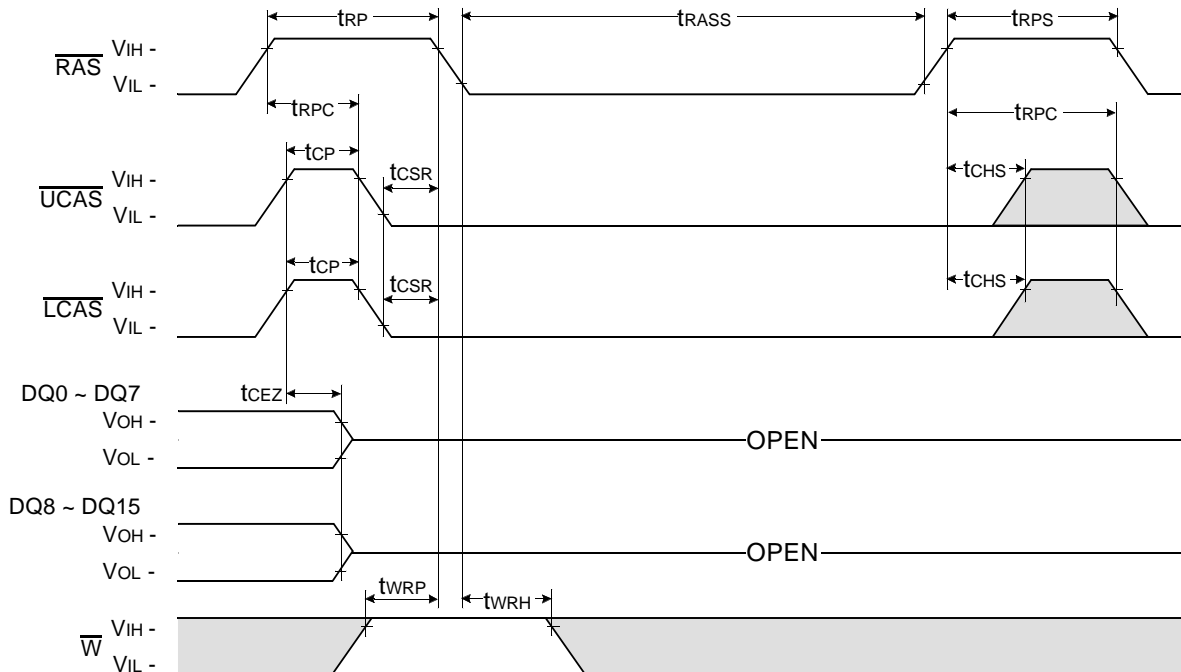 tRP
tRASS
tRPS
RAS
VIH -
VIL -
tRPC
tRPC
tCP
tCSR
tCHS
UCAS
VIH -
VIL -
tCP
tCSR
tCHS
LCAS
VIH -
VIL -
DQ0 ~ DQ7
tCEZ
VOH -
VOL -
OPEN
DQ8 ~ DQ15
VOH -
VOL -
OPEN
tWRP
tWRH
W
VIH -
VIL -